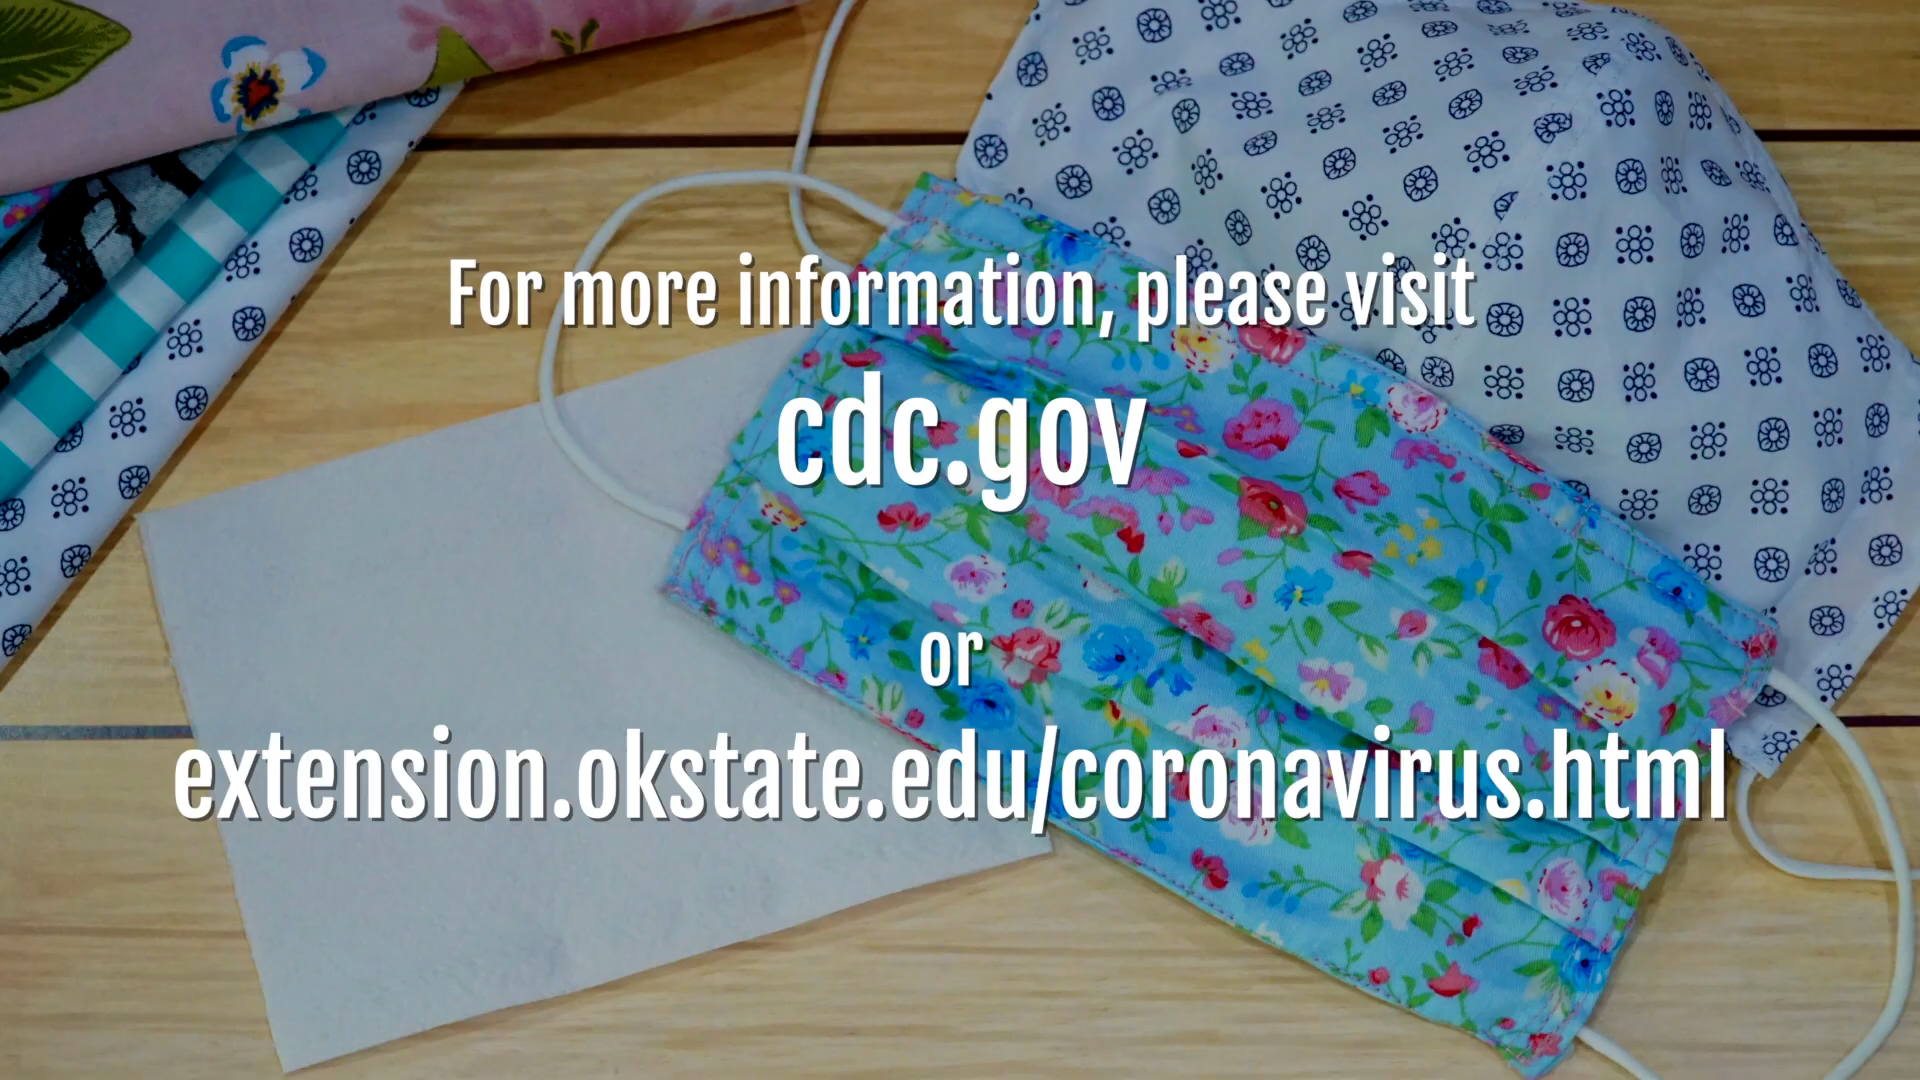 For more information, please visit
cdc.gov
or
extension.okstate.edu/coronavirus.html